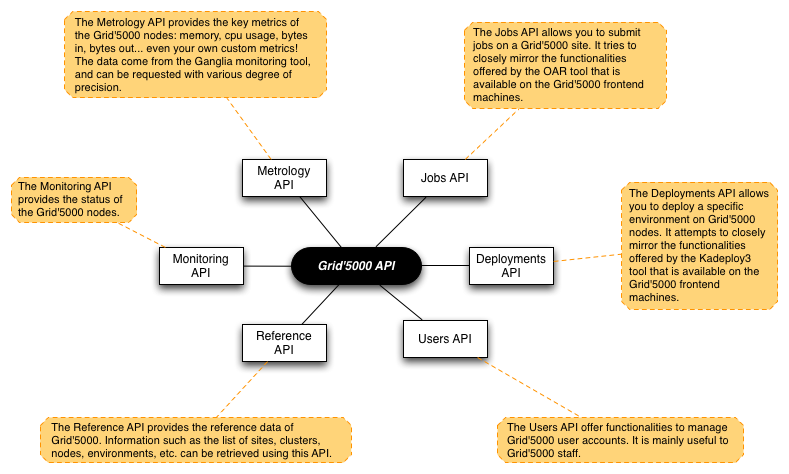 The Metrology API provides the key metrics of
the Grid'5000 nodes: memory, cpu usage, bytes
in, bytes out... even your own custom metrics!
The data come from the Ganglia monitoring tool,
and can be requested with various degree of
precision.
The Jobs API allows you to submit
jobs on a Grid'5000 site. It tries to
closely mirror the functionalities
offered by the OAR tool that is
available on the Grid'5000 frontend
machines.
Metrology
API
Jobs API
The Monitoring API
provides the status of
the Grid'5000 nodes.
The Deployments API allows
you to deploy a specific
environment on Grid'5000
nodes. It attempts to closely
mirror the functionalities
offered by the Kadeploy3
tool that is available on the
Grid'5000 frontend
machines.
Monitoring
API
Grid'5000 API
Deployments
API
Reference
API
Users API
The Reference API provides the reference data of
Grid'5000. Information such as the list of sites, clusters,
nodes, environments, etc. can be retrieved using this API.
The Users API offer functionalities to manage
Grid'5000 user accounts. It is mainly useful to
Grid'5000 staff.